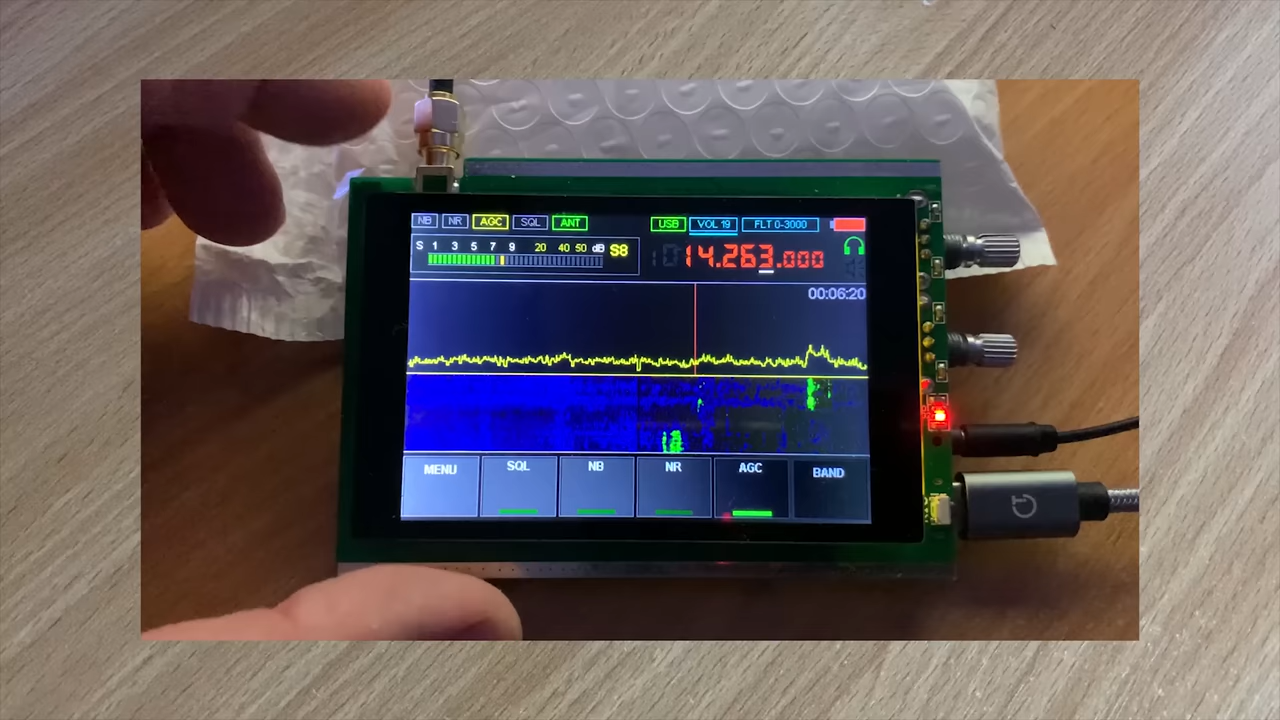 NB NR AGC SQL ANT USB VOL 19 FLT 0-3000
S 1 3 5 7 9 20 40 50 dB S8
14.263.000
00:06:20
MENU SQL NB NR AGC BAND